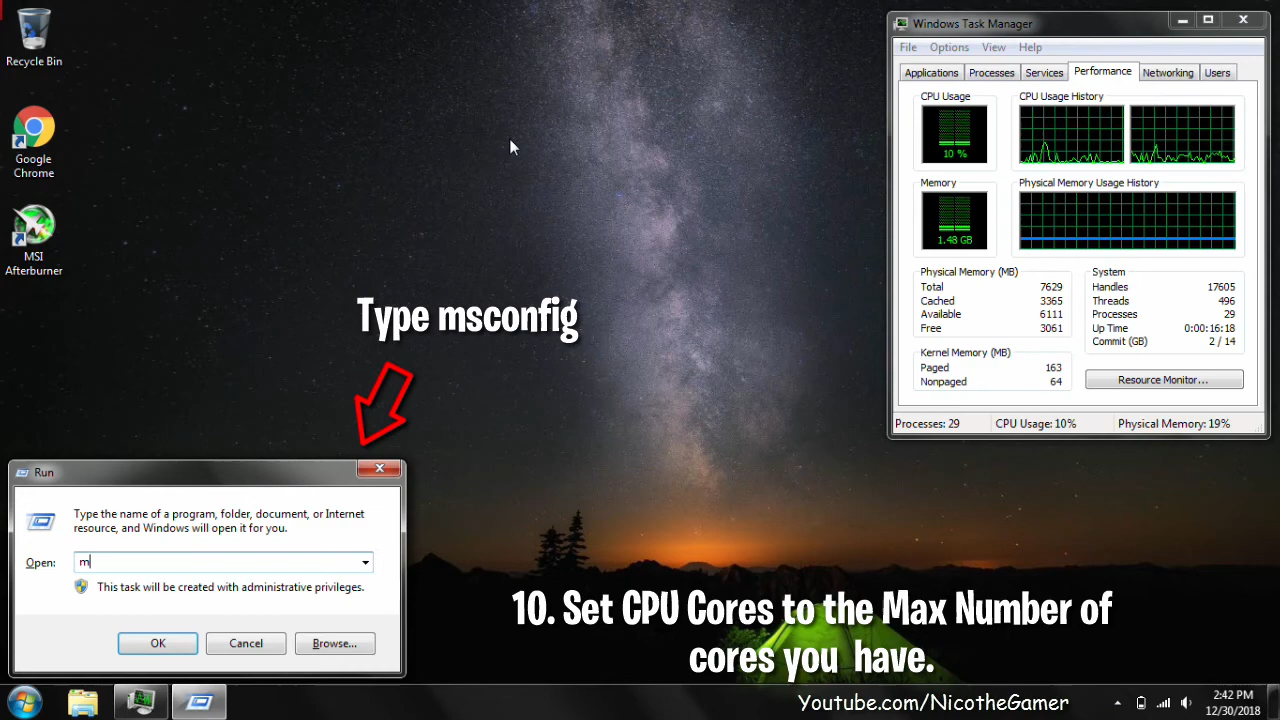 Recycle Bin
Google
Chrome
MSI
Afterburner
Windows Task Manager
File Options View Help
Applications Processes Services Performance Networking Users
CPU Usage
10 %
CPU Usage History
Memory
1.48 GB
Physical Memory Usage History
Physical Memory (MB)
Total 7629
Cached 3365
Available 6111
Free 3061
System
Handles 17605
Threads 496
Processes 29
Up Time 0:00:16:18
Commit (GB) 2 / 14
Kernel Memory (MB)
Paged 163
Nonpaged 64
Resource Monitor...
Processes: 29 CPU Usage: 10% Physical Memory: 19%
Type msconfig
Run
Type the name of a program, folder, document, or Internet
resource, and Windows will open it for you.
Open: m
This task will be created with administrative privileges.
OK Cancel Browse...
10. Set CPU Cores to the Max Number of
cores you have.
Youtube.com/NicotheGamer
2:42 PM
12/30/2018